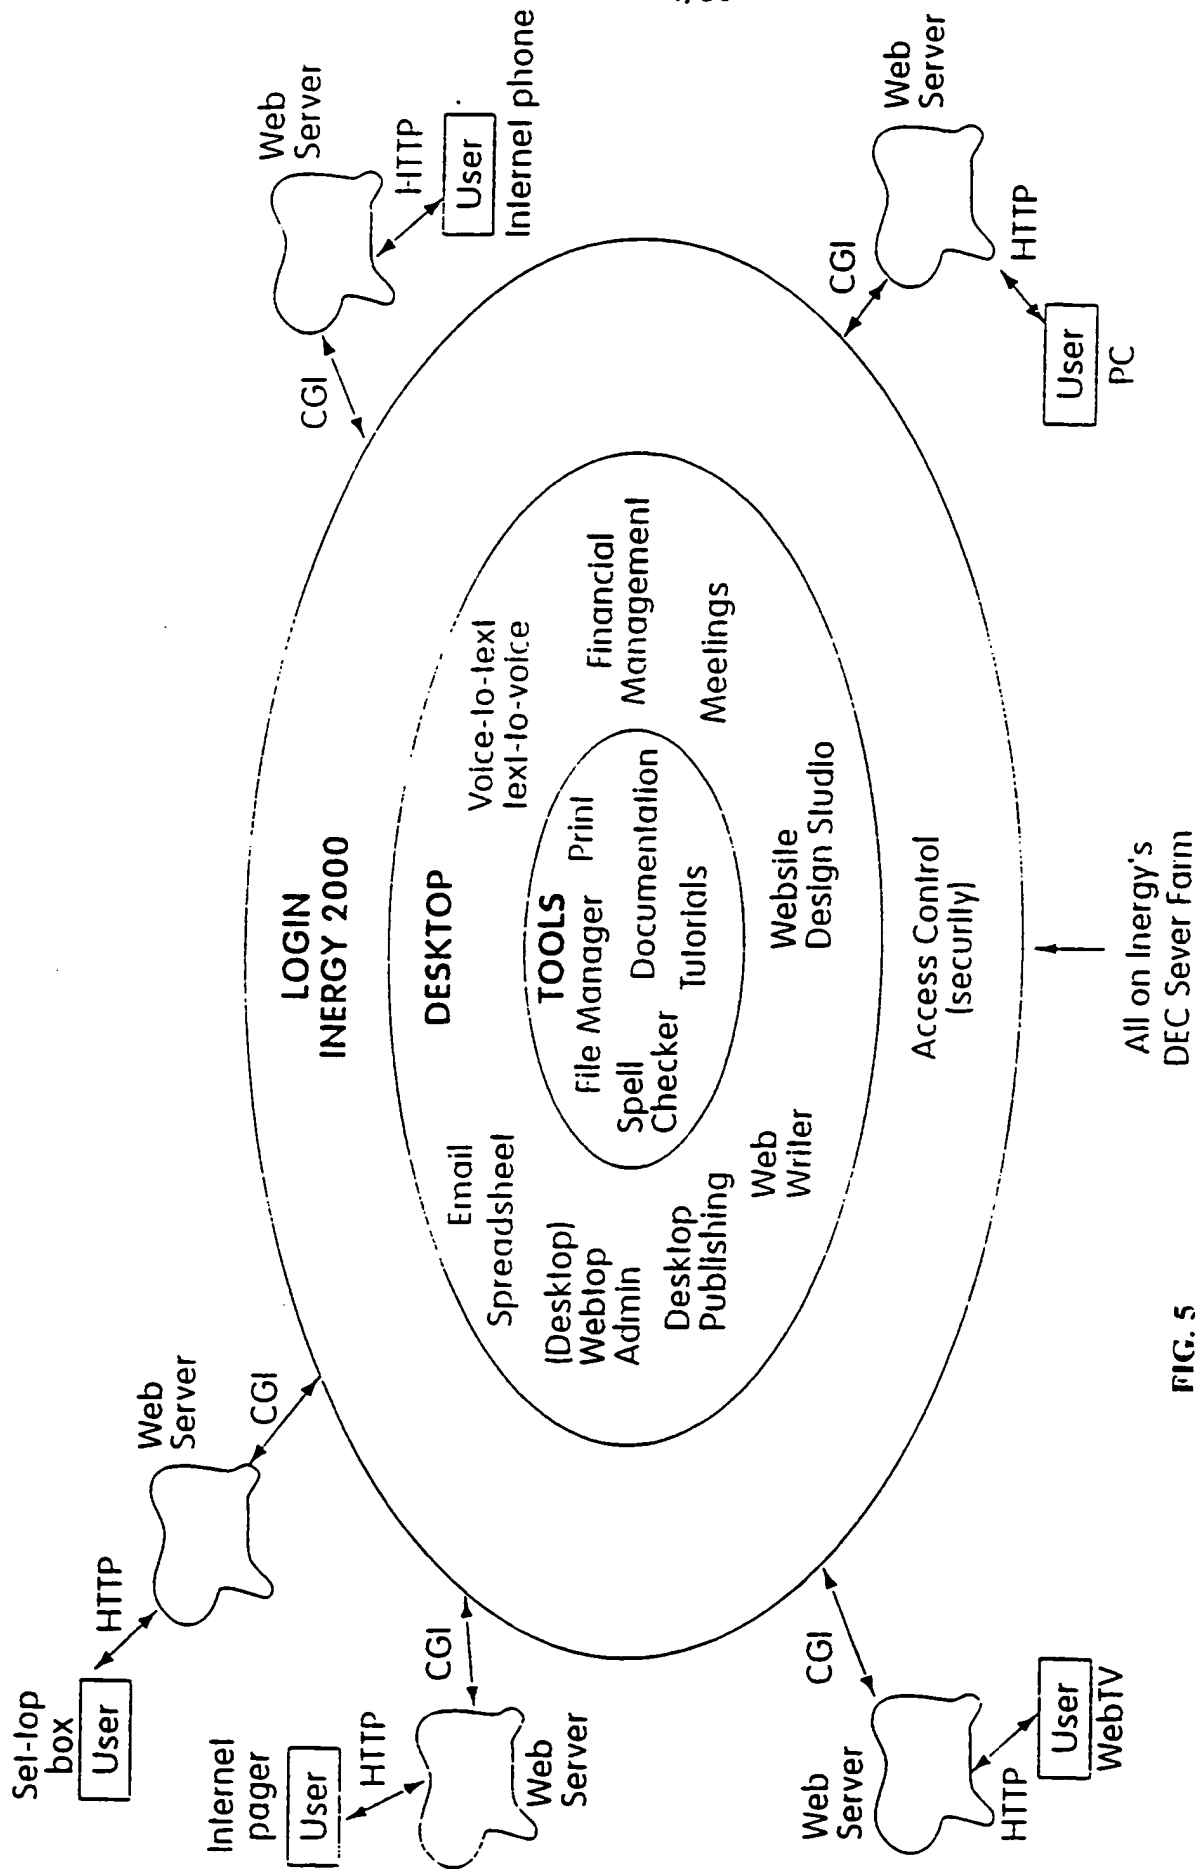 Set-top
box
User
HTTP
Web
Server
CGI
Internet
pager
User
HTTP
Web
Server
CGI
Web
Server
CGI
HTTP
User
WebTV
Web
Server
CGI
HTTP
User
Internet phone
Web
Server
CGI
HTTP
User
PC
LOGIN
INERGY 2000
DESKTOP
Email
Spreadsheet
(Desktop)
Webtop
Admin
Desktop
Publishing
Web
Writer
Voice-to-text
text-to-voice
Financial
Management
Meetings
Website
Design Studio
TOOLS
File Manager Print
Spell
Checker
Documentation
Tutorials
Access Control
(security)
All on Inergy's
DEC Sever Farm
FIG. 5